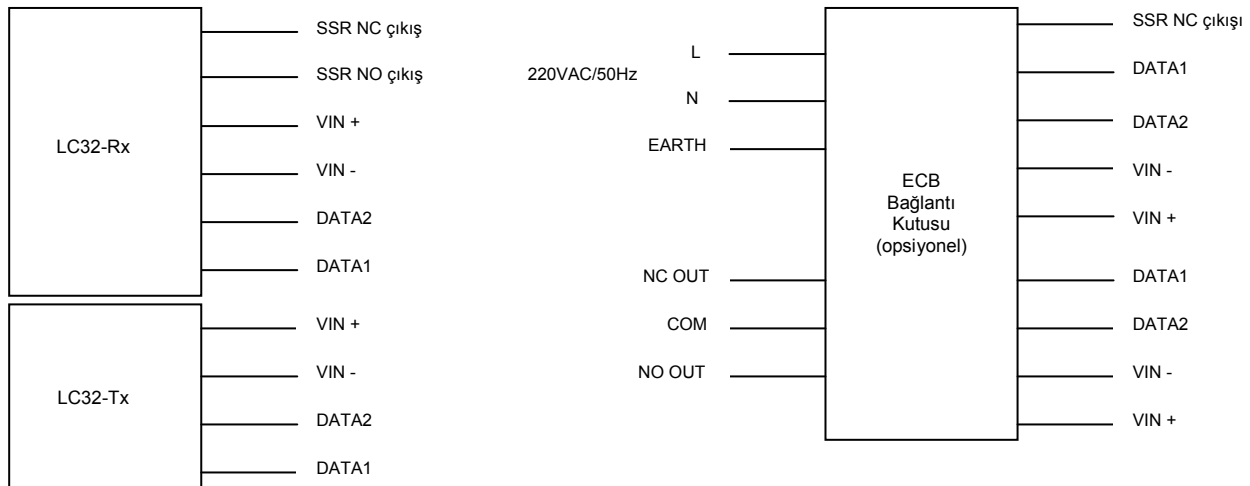 LC32-Rx
SSR NC çıkış
SSR NO çıkış
VIN +
VIN -
DATA2
DATA1
LC32-Tx
VIN +
VIN -
DATA2
DATA1
220VAC/50Hz
L
N
EARTH
NC OUT
COM
NO OUT
ECB
Bağlantı
Kutusu
(opsiyonel)
SSR NC çıkışı
DATA1
DATA2
VIN -
VIN +
DATA1
DATA2
VIN -
VIN +